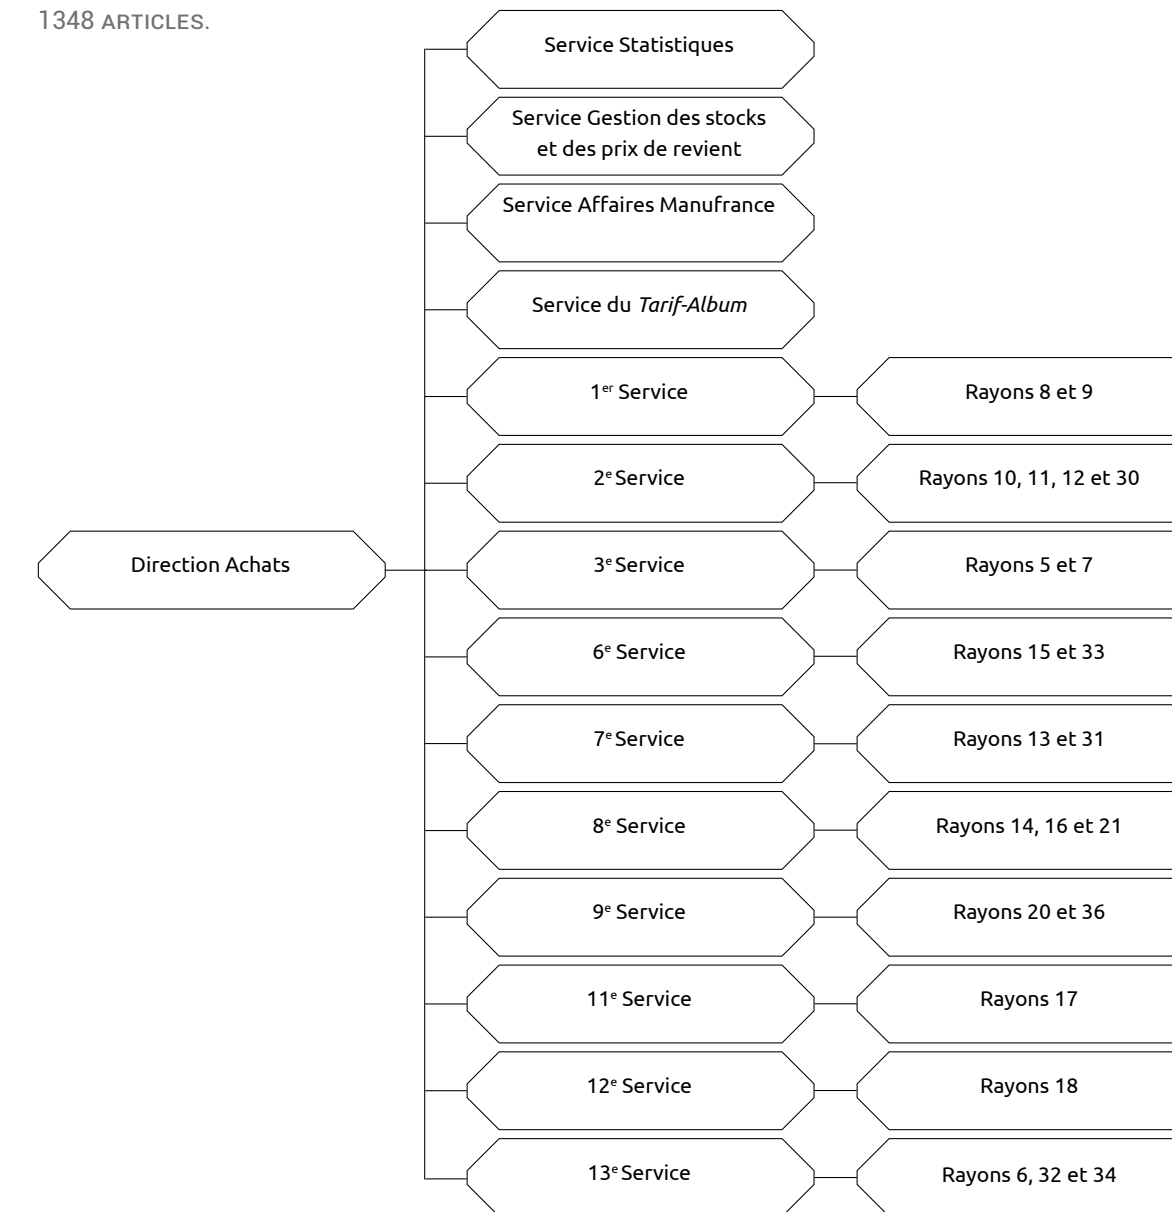 1348 ARTICLES.
Service Statistiques
Service Gestion des stocks
et des prix de revient
Service Affaires Manufrance
Service du Tarif-Album
1er Service
Rayons 8 et 9
2e Service
Rayons 10, 11, 12 et 30
Direction Achats
3e Service
Rayons 5 et 7
6e Service
Rayons 15 et 33
7e Service
Rayons 13 et 31
8e Service
Rayons 14, 16 et 21
9e Service
Rayons 20 et 36
11e Service
Rayons 17
12e Service
Rayons 18
13e Service
Rayons 6, 32 et 34